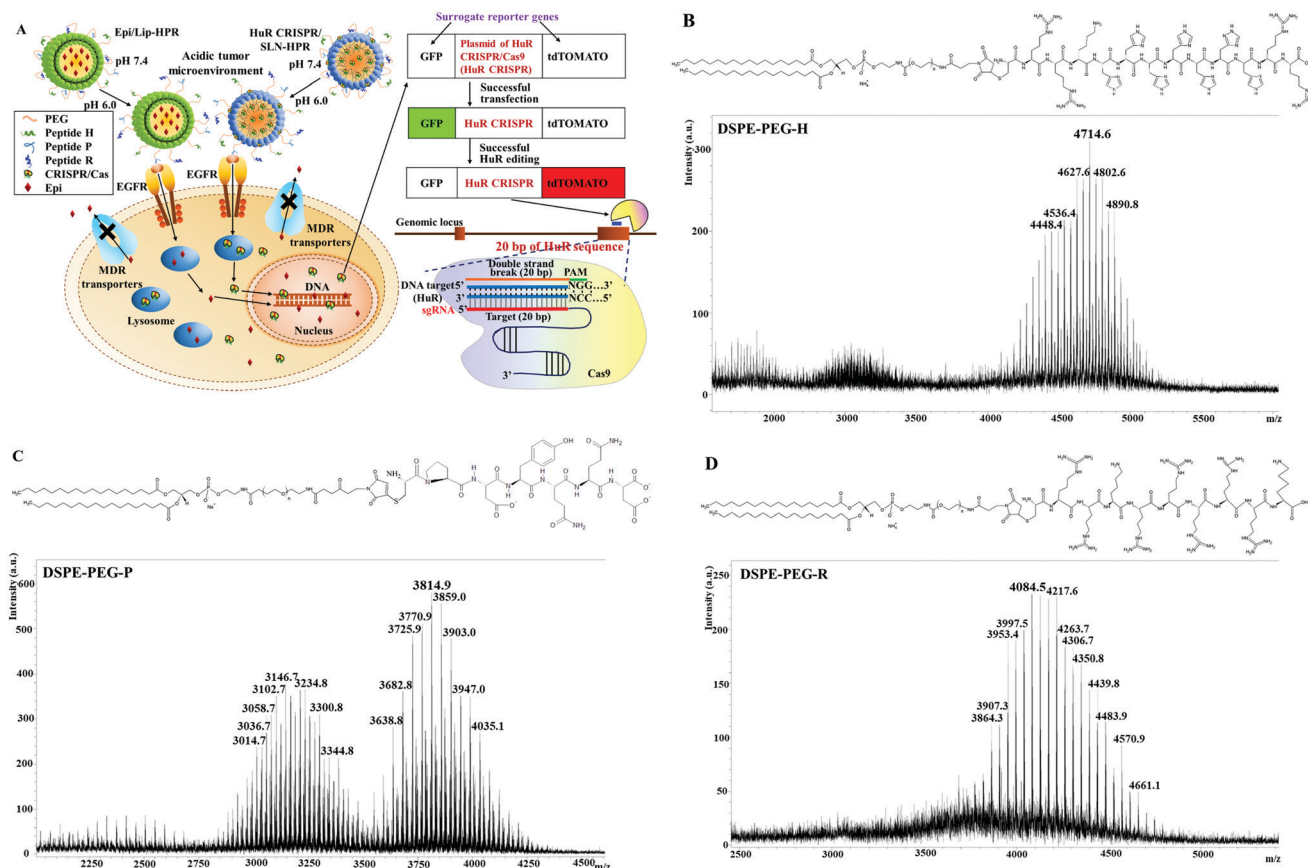 A
Epi/Lip-HPR
pH 7.4
pH 6.0
HuR CRISPR/
SLN-HPR
pH 7.4
Acidic tumor
microenvironment
pH 6.0
PEG
Peptide H
Peptide P
Peptide R
CRISPR/Cas
Epi
EGFR
EGFR
MDR
transporters
MDR
transporters
Lysosome
DNA
Nucleus
Surrogate reporter genes
GFP
Plasmid of HuR
CRISPR/Cas9
(HuR CRISPR)
tdTOMATO
Successful
transfection
GFP
HuR CRISPR
tdTOMATO
Successful
HuR editing
GFP
HuR CRISPR
tdTOMATO
Genomic locus
20 bp of HuR sequence
Double strand
break (20 bp)
PAM
DNA target 5’
NGG...3’
(HuR)
3’
NCC...5’
sgRNA
5’
Target (20 bp)
3’
Cas9
B
DSPE-PEG-H
Intensity (a.u.)
300
200
100
0
4714.6
4627.6
4802.6
4536.4
4890.8
4448.4
2000
3000
4000
4500
5000
5500
m/z
C
DSPE-PEG-P
Intensity (a.u.)
600
500
400
300
200
100
0
3814.9
3859.0
3770.9
3725.9
3903.0
3682.8
3947.0
3638.8
4035.1
3146.7
3102.7
3234.8
3058.7
3036.7
3300.8
3014.7
3344.8
2250
2500
2750
3000
3250
3500
3750
4000
4250
4500
m/z
D
DSPE-PEG-R
Intensity (a.u.)
250
200
150
100
50
0
4084.5
4217.6
3997.5
3953.4
4263.7
4306.7
4350.8
3907.3
4439.8
3864.3
4483.9
4570.9
4661.1
2500
3000
3500
4000
4500
5000
m/z